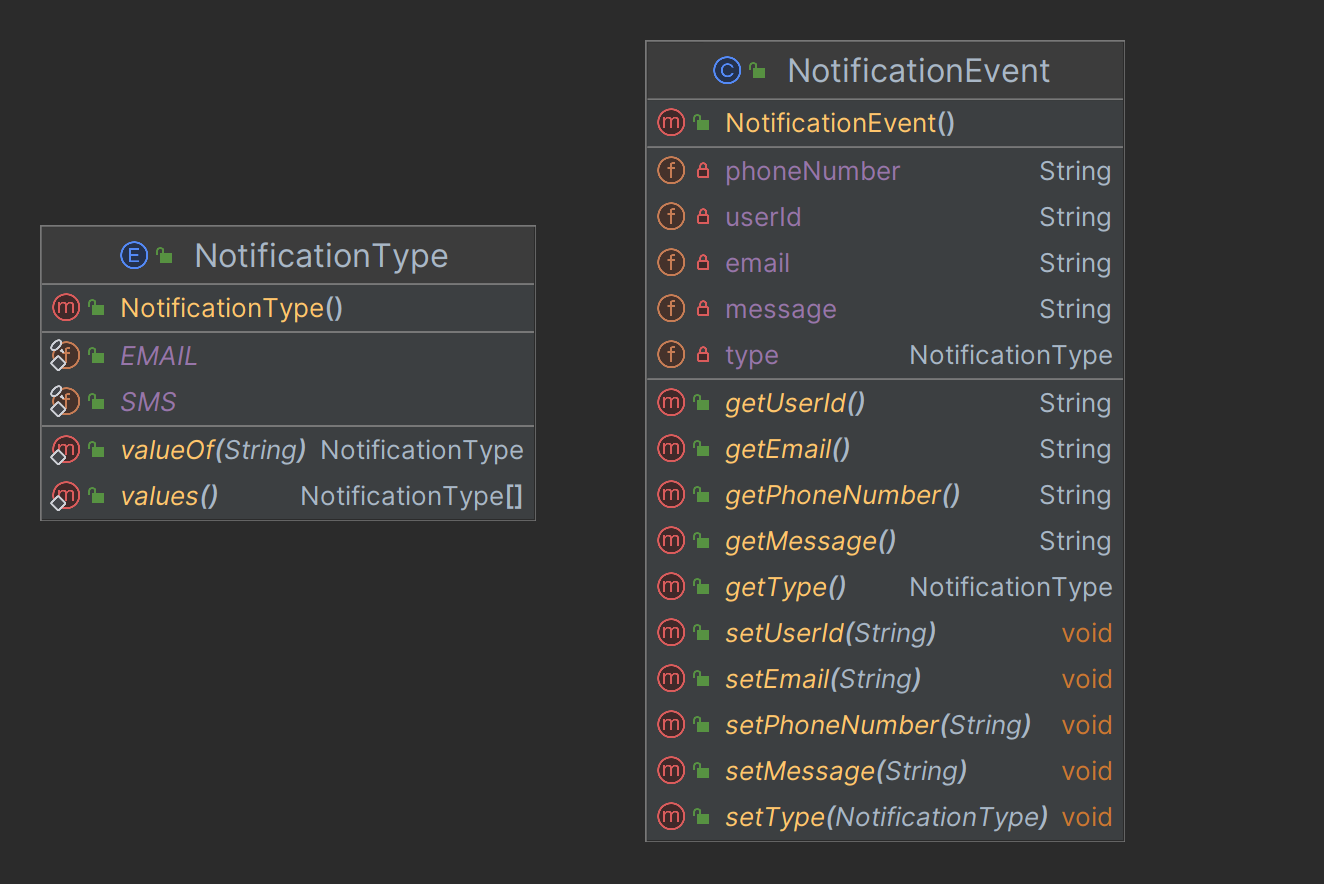 NotificationType
NotificationType()
EMAIL
SMS
valueOf(String) NotificationType
values() NotificationType[]
NotificationEvent
NotificationEvent()
phoneNumber String
userId String
email String
message String
type NotificationType
getUserId() String
getEmail() String
getPhoneNumber() String
getMessage() String
getType() NotificationType
setUserId(String) void
setEmail(String) void
setPhoneNumber(String) void
setMessage(String) void
setType(NotificationType) void